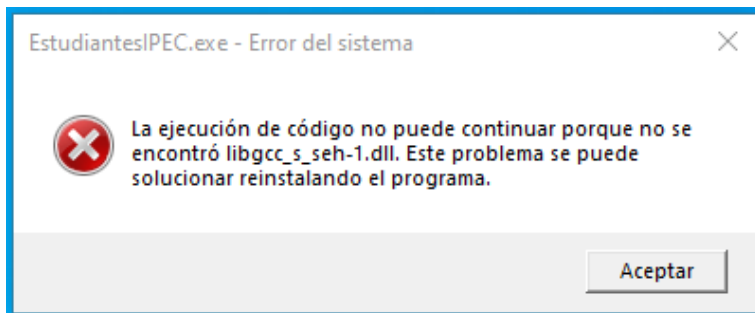 EstudiantesIPEC.exe - Error del sistema
La ejecución de código no puede continuar porque no se
encontró libgcc_s_seh-1.dll. Este problema se puede
solucionar reinstalando el programa.
Aceptar